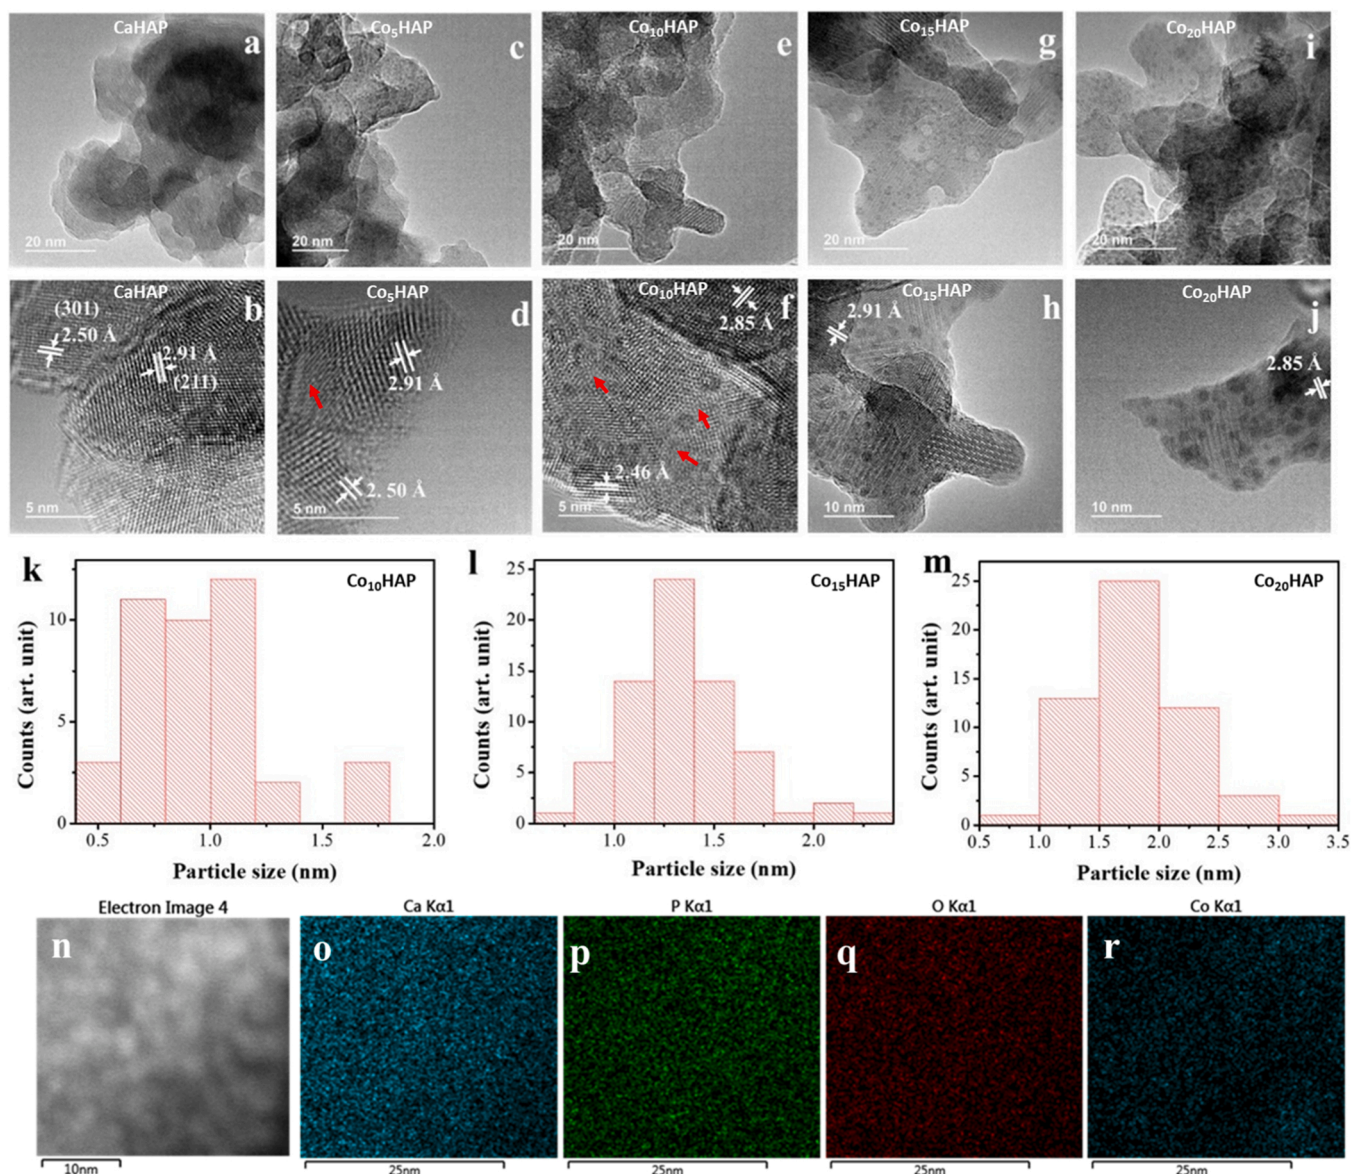 CaHAP
a
20 nm
Co₅HAP
c
20 nm
Co₁₀HAP
e
20 nm
Co₁₅HAP
g
20 nm
Co₂₀HAP
i
20 nm
CaHAP
b
(301)
2.50 Å
2.91 Å
(211)
5 nm
Co₅HAP
d
2.91 Å
2. 50 Å
5 nm
Co₁₀HAP
f
2.85 Å
2.46 Å
5 nm
Co₁₅HAP
2.91 Å
h
10 nm
Co₂₀HAP
j
2.85 Å
10 nm
k
Co₁₀HAP
Counts (art. unit)
10
5
0
0.5 1.0 1.5 2.0
Particle size (nm)
l
Co₁₅HAP
Counts (art. unit)
25
20
15
10
5
0
1.0 1.5 2.0
Particle size (nm)
m
Co₂₀HAP
Counts (art. unit)
25
20
15
10
5
0
0.5 1.0 1.5 2.0 2.5 3.0 3.5
Particle size (nm)
Electron Image 4
n
10nm
Ca Kα1
o
25nm
P Kα1
p
25nm
O Kα1
q
25nm
Co Kα1
r
25nm